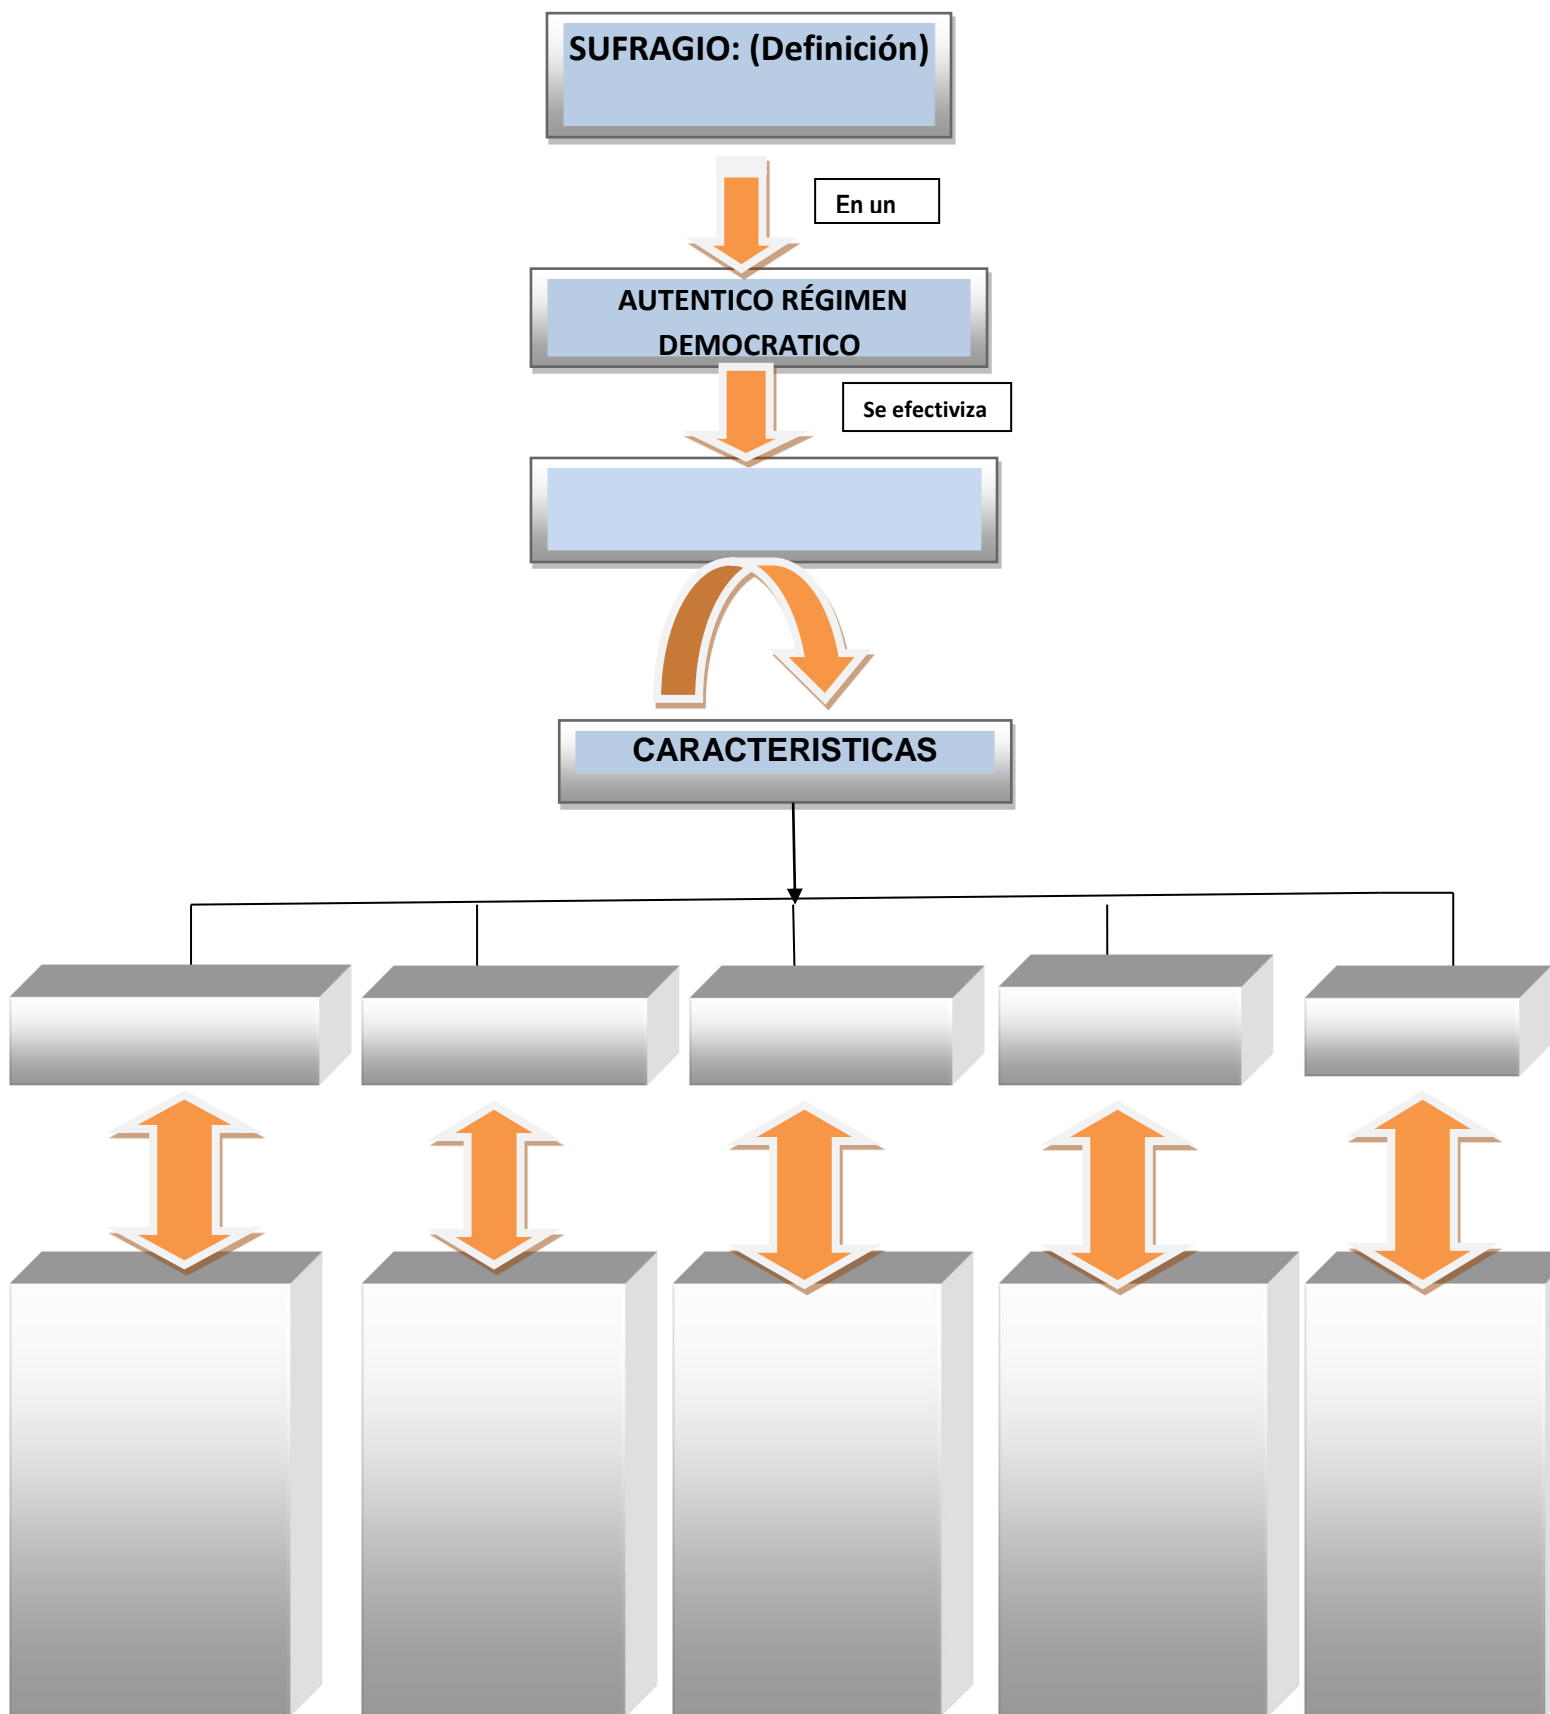 SUFRAGIO: (Definición)
En un
AUTENTICO RÉGIMEN
DEMOCRATICO
Se efectiviza
CARACTERISTICAS